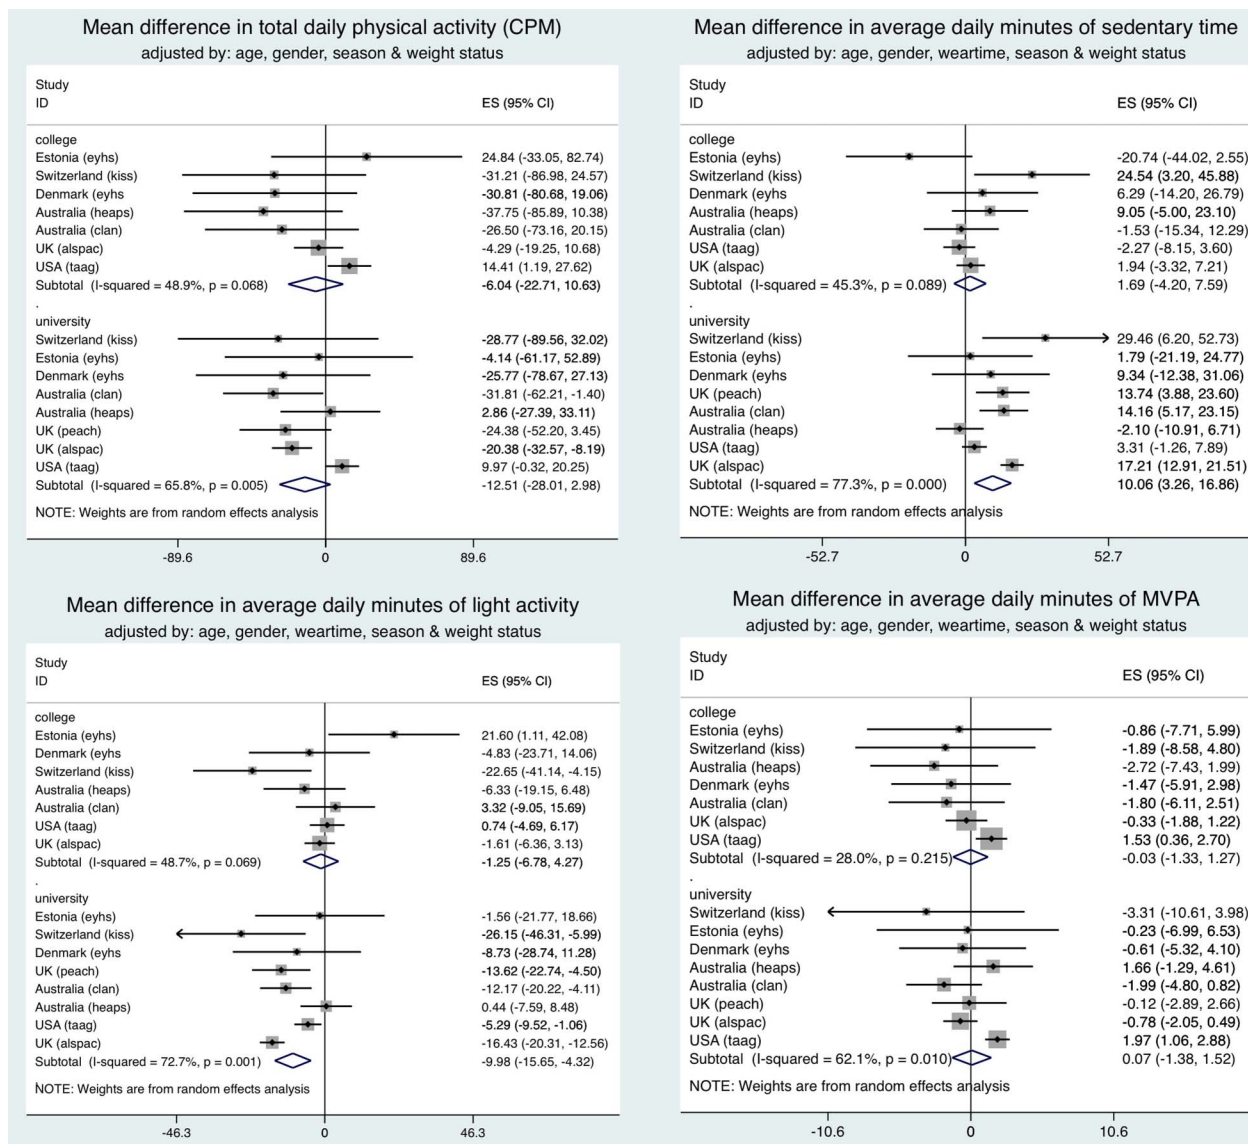 Mean difference in total daily physical activity (CPM)
adjusted by: age, gender, season & weight status
Study
ID ES (95% CI)
college
Estonia (eyhs) 24.84 (-33.05, 82.74)
Switzerland (kiss) -31.21 (-86.98, 24.57)
Denmark (eyhs -30.81 (-80.68, 19.06)
Australia (heaps) -37.75 (-85.89, 10.38)
Australia (clan) -26.50 (-73.16, 20.15)
UK (alspac) -4.29 (-19.25, 10.68)
USA (taag) 14.41 (1.19, 27.62)
Subtotal (I-squared = 48.9%, p = 0.068) -6.04 (-22.71, 10.63)
.
university
Switzerland (kiss) -28.77 (-89.56, 32.02)
Estonia (eyhs) -4.14 (-61.17, 52.89)
Denmark (eyhs -25.77 (-78.67, 27.13)
Australia (clan) -31.81 (-62.21, -1.40)
Australia (heaps) 2.86 (-27.39, 33.11)
UK (peach) -24.38 (-52.20, 3.45)
UK (alspac) -20.38 (-32.57, -8.19)
USA (taag) 9.97 (-0.32, 20.25)
Subtotal (I-squared = 65.8%, p = 0.005) -12.51 (-28.01, 2.98)
NOTE: Weights are from random effects analysis
-89.6 0 89.6
Mean difference in average daily minutes of sedentary time
adjusted by: age, gender, weartime, season & weight status
Study
ID ES (95% CI)
college
Estonia (eyhs) -20.74 (-44.02, 2.55)
Switzerland (kiss) 24.54 (3.20, 45.88)
Denmark (eyhs 6.29 (-14.20, 26.79)
Australia (heaps) 9.05 (-5.00, 23.10)
Australia (clan) -1.53 (-15.34, 12.29)
USA (taag) -2.27 (-8.15, 3.60)
UK (alspac) 1.94 (-3.32, 7.21)
Subtotal (I-squared = 45.3%, p = 0.089) 1.69 (-4.20, 7.59)
.
university
Switzerland (kiss) 29.46 (6.20, 52.73)
Estonia (eyhs) 1.79 (-21.19, 24.77)
Denmark (eyhs 9.34 (-12.38, 31.06)
UK (peach) 13.74 (3.88, 23.60)
Australia (clan) 14.16 (5.17, 23.15)
Australia (heaps) -2.10 (-10.91, 6.71)
USA (taag) 3.31 (-1.26, 7.89)
UK (alspac) 17.21 (12.91, 21.51)
Subtotal (I-squared = 77.3%, p = 0.000) 10.06 (3.26, 16.86)
NOTE: Weights are from random effects analysis
-52.7 0 52.7
Mean difference in average daily minutes of light activity
adjusted by: age, gender, weartime, season & weight status
Study
ID ES (95% CI)
college
Estonia (eyhs) 21.60 (1.11, 42.08)
Denmark (eyhs -4.83 (-23.71, 14.06)
Switzerland (kiss) -22.65 (-41.14, -4.15)
Australia (heaps) -6.33 (-19.15, 6.48)
Australia (clan) 3.32 (-9.05, 15.69)
USA (taag) 0.74 (-4.69, 6.17)
UK (alspac) -1.61 (-6.36, 3.13)
Subtotal (I-squared = 48.7%, p = 0.069) -1.25 (-6.78, 4.27)
.
university
Estonia (eyhs) -1.56 (-21.77, 18.66)
Switzerland (kiss) -26.15 (-46.31, -5.99)
Denmark (eyhs -8.73 (-28.74, 11.28)
UK (peach) -13.62 (-22.74, -4.50)
Australia (clan) -12.17 (-20.22, -4.11)
Australia (heaps) 0.44 (-7.59, 8.48)
USA (taag) -5.29 (-9.52, -1.06)
UK (alspac) -16.43 (-20.31, -12.56)
Subtotal (I-squared = 72.7%, p = 0.001) -9.98 (-15.65, -4.32)
NOTE: Weights are from random effects analysis
-46.3 0 46.3
Mean difference in average daily minutes of MVPA
adjusted by: age, gender, weartime, season & weight status
Study
ID ES (95% CI)
college
Estonia (eyhs) -0.86 (-7.71, 5.99)
Switzerland (kiss) -1.89 (-8.58, 4.80)
Australia (heaps) -2.72 (-7.43, 1.99)
Denmark (eyhs -1.47 (-5.91, 2.98)
Australia (clan) -1.80 (-6.11, 2.51)
UK (alspac) -0.33 (-1.88, 1.22)
USA (taag) 1.53 (0.36, 2.70)
Subtotal (I-squared = 28.0%, p = 0.215) -0.03 (-1.33, 1.27)
.
university
Switzerland (kiss) -3.31 (-10.61, 3.98)
Estonia (eyhs) -0.23 (-6.99, 6.53)
Denmark (eyhs -0.61 (-5.32, 4.10)
Australia (heaps) 1.66 (-1.29, 4.61)
Australia (clan) -1.99 (-4.80, 0.82)
UK (peach) -0.12 (-2.89, 2.66)
UK (alspac) -0.78 (-2.05, 0.49)
USA (taag) 1.97 (1.06, 2.88)
Subtotal (I-squared = 62.1%, p = 0.010) 0.07 (-1.38, 1.52)
NOTE: Weights are from random effects analysis
-10.6 0 10.6